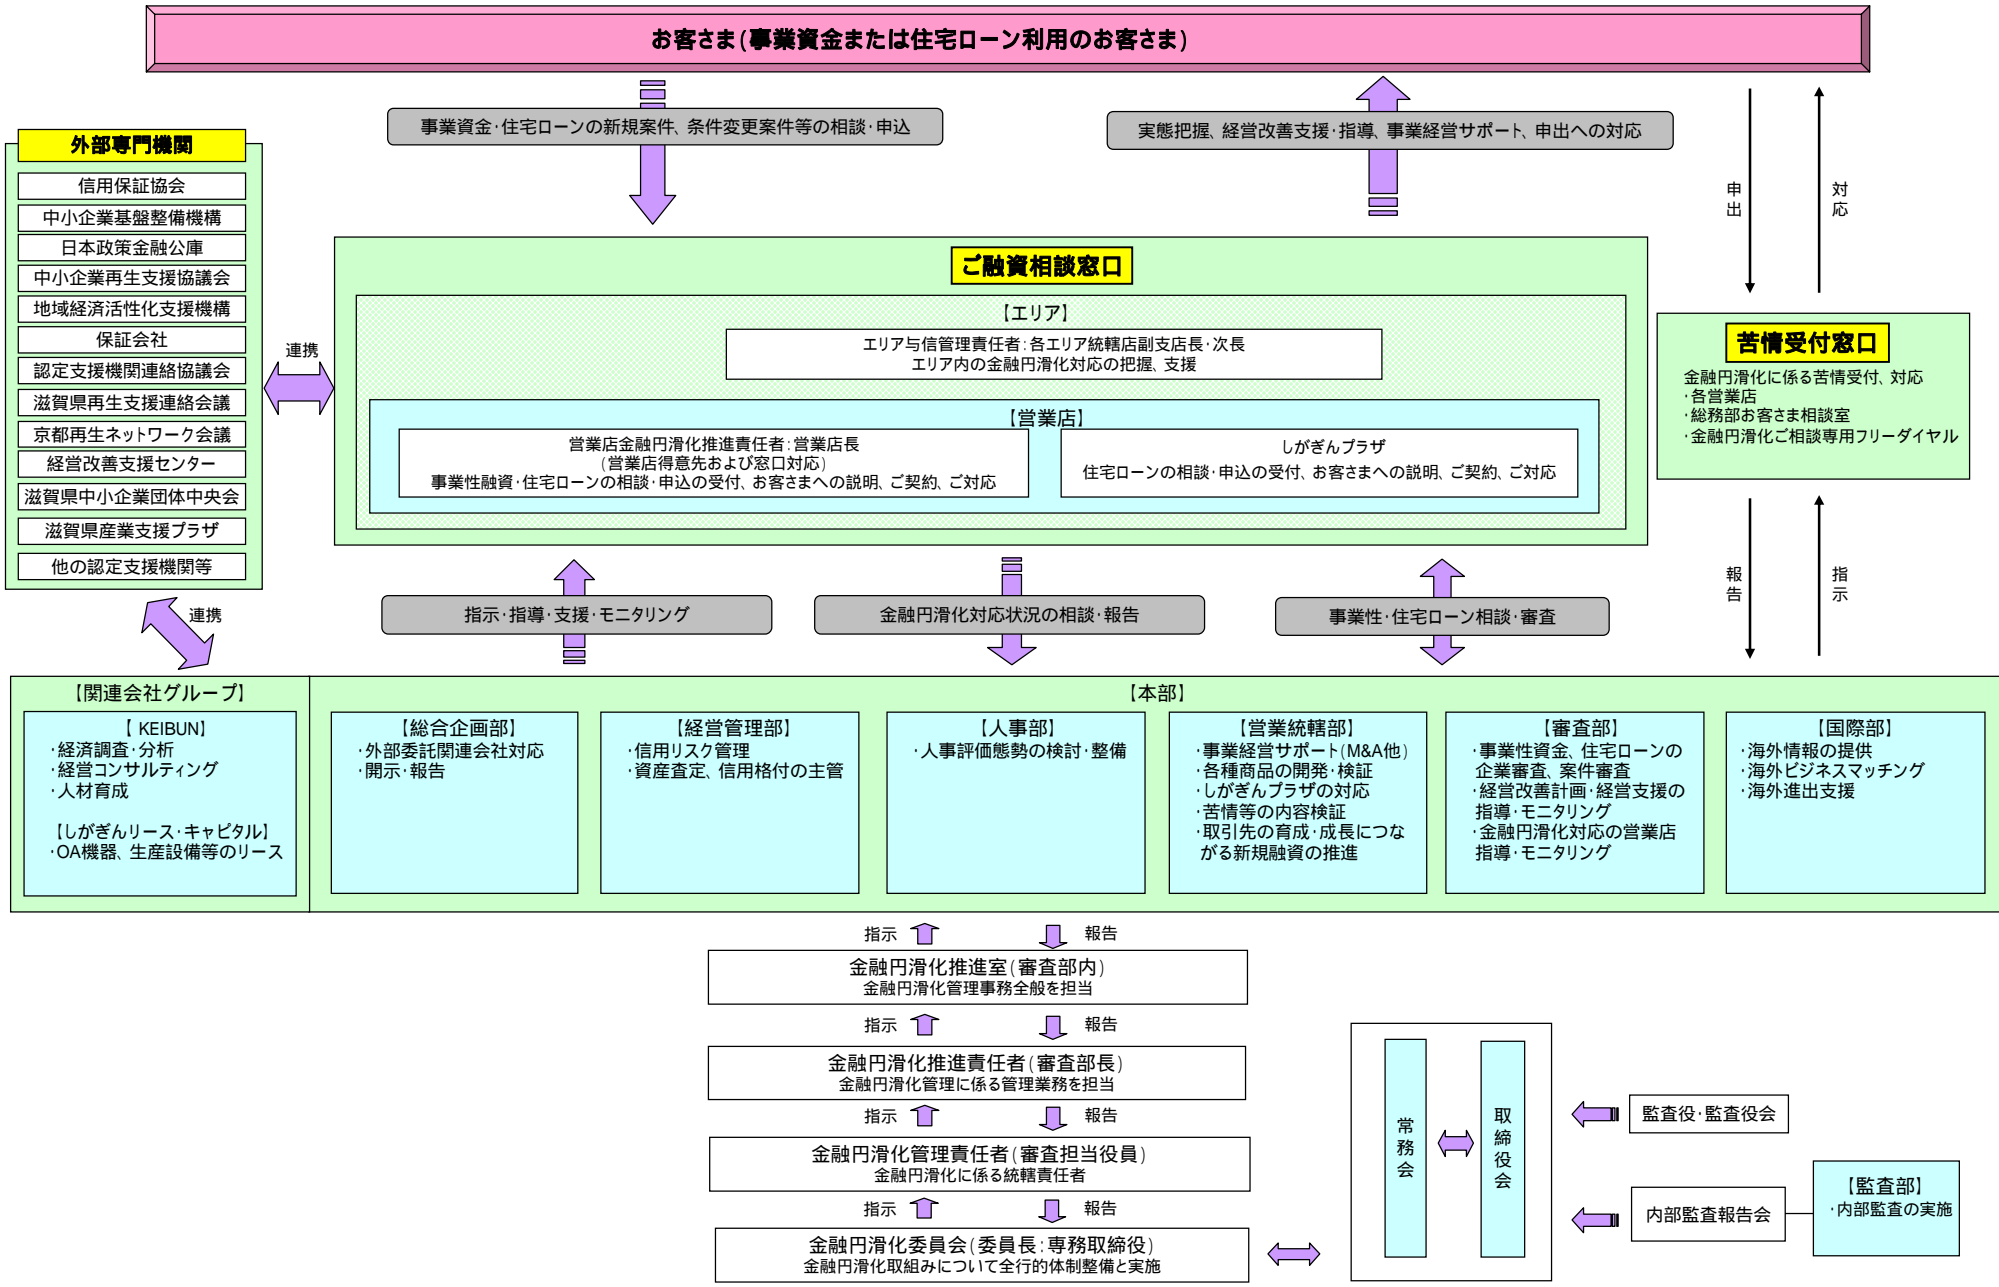 お客さま(事業資金または住宅ローン利用のお客さま)
事業資金・住宅ローンの新規案件、条件変更案件等の相談・申込
実態把握、経営改善支援・指導、事業経営サポート、申出への対応
申出
対応
外部専門機関
信用保証協会
中小企業基盤整備機構
日本政策金融公庫
中小企業再生支援協議会
地域経済活性化支援機構
保証会社
認定支援機関連絡協議会
滋賀県再生支援連絡会議
京都再生ネットワーク会議
経営改善支援センター
滋賀県中小企業団体中央会
滋賀県産業支援プラザ
他の認定支援機関等
連携
ご融資相談窓口
【エリア】
エリア与信管理責任者:各エリア統轄店副支店長・次長
エリア内の金融円滑化対応の把握、支援
【営業店】
営業店金融円滑化推進責任者:営業店長
(営業店得意先および窓口対応)
事業性融資・住宅ローンの相談・申込の受付、お客さまへの説明、ご契約、ご対応
しがぎんプラザ
住宅ローンの相談・申込の受付、お客さまへの説明、ご契約、ご対応
苦情受付窓口
金融円滑化に係る苦情受付、対応
・各営業店
・総務部お客さま相談室
・金融円滑化ご相談専用フリーダイヤル
連携
指示・指導・支援・モニタリング
金融円滑化対応状況の相談・報告
事業性・住宅ローン相談・審査
報告
指示
【関連会社グループ】
【 KEIBUN】
・経済調査・分析
・経営コンサルティング
・人材育成
【しがぎんリース・キャピタル】
・OA機器、生産設備等のリース
【本部】
【総合企画部】
・外部委託関連会社対応
・開示・報告
【経営管理部】
・信用リスク管理
・資産査定、信用格付の主管
【人事部】
・人事評価態勢の検討・整備
【営業統轄部】
・事業経営サポート(M&A他)
・各種商品の開発・検証
・しがぎんプラザの対応
・苦情等の内容検証
・取引先の育成・成長につな
がる新規融資の推進
【審査部】
・事業性資金、住宅ローンの
企業審査、案件審査
・経営改善計画・経営支援の
指導・モニタリング
・金融円滑化対応の営業店
指導・モニタリング
【国際部】
・海外情報の提供
・海外ビジネスマッチング
・海外進出支援
指示
報告
金融円滑化推進室(審査部内)
金融円滑化管理事務全般を担当
指示
報告
金融円滑化推進責任者(審査部長)
金融円滑化管理に係る管理業務を担当
指示
報告
金融円滑化管理責任者(審査担当役員)
金融円滑化に係る統轄責任者
指示
報告
金融円滑化委員会(委員長:専務取締役)
金融円滑化取組みについて全行的体制整備と実施
常務会
取締役会
監査役・監査役会
内部監査報告会
【監査部】
・内部監査の実施